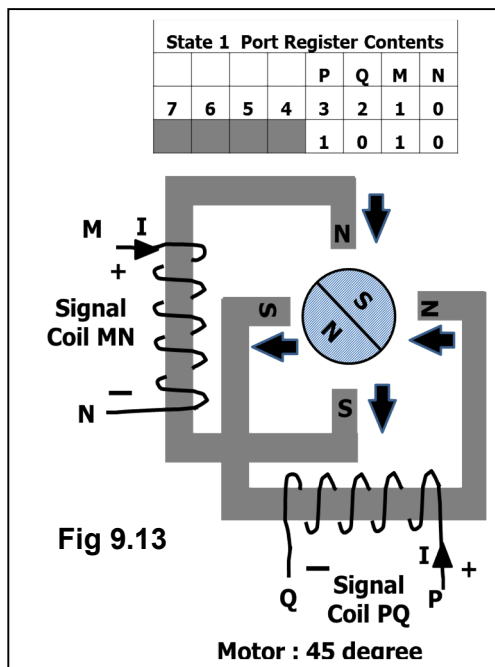 State 1 Port Register Contents
P Q M N
7 6 5 4 3 2 1 0
1 0 1 0
N
M I
+
S
Signal
Coil MN
S N
N
S
N −
Fig 9.13
I
Q − Signal P +
Coil PQ
Motor : 45 degree